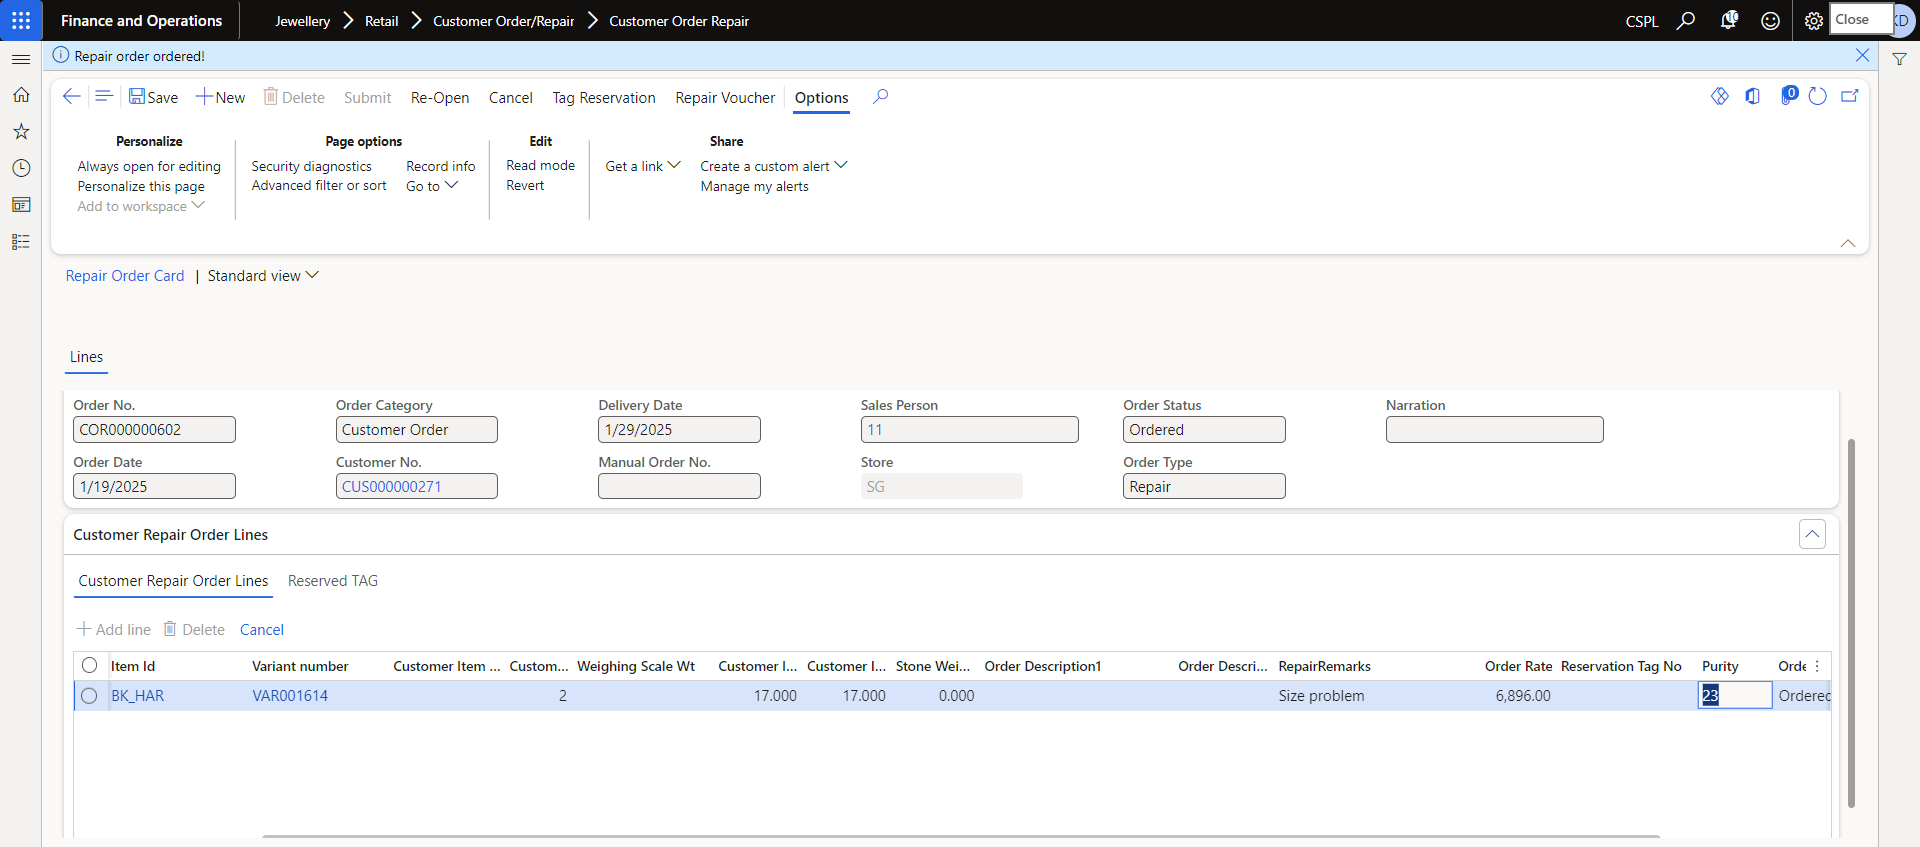 Finance and Operations
Jewellery
Retail
Customer Order/Repair
Customer Order Repair
CSPL
Close
Repair order ordered!
Save
New
Delete
Submit
Re-Open
Cancel
Tag Reservation
Repair Voucher
Options
0
Personalize
Always open for editing
Personalize this page
Add to workspace
Page options
Security diagnostics
Advanced filter or sort
Record info
Go to
Edit
Read mode
Revert
Get a link
Share
Create a custom alert
Manage my alerts
Repair Order Card | Standard view
Lines
Order No.
COR000000602
Order Category
Customer Order
Delivery Date
1/29/2025
Sales Person
11
Order Status
Ordered
Narration
Order Date
1/19/2025
Customer No.
CUS000000271
Manual Order No.
Store
SG
Order Type
Repair
Customer Repair Order Lines
Customer Repair Order Lines
Reserved TAG
Add line
Delete
Cancel
Item Id Variant number Customer Item ... Custom... Weighing Scale Wt Customer I... Customer I... Stone Wei... Order Description1 Order Descri... RepairRemarks Order Rate Reservation Tag No Purity Orde
BK_HAR VAR001614 2 17.000 17.000 0.000 Size problem 6,896.00 23 Ordered